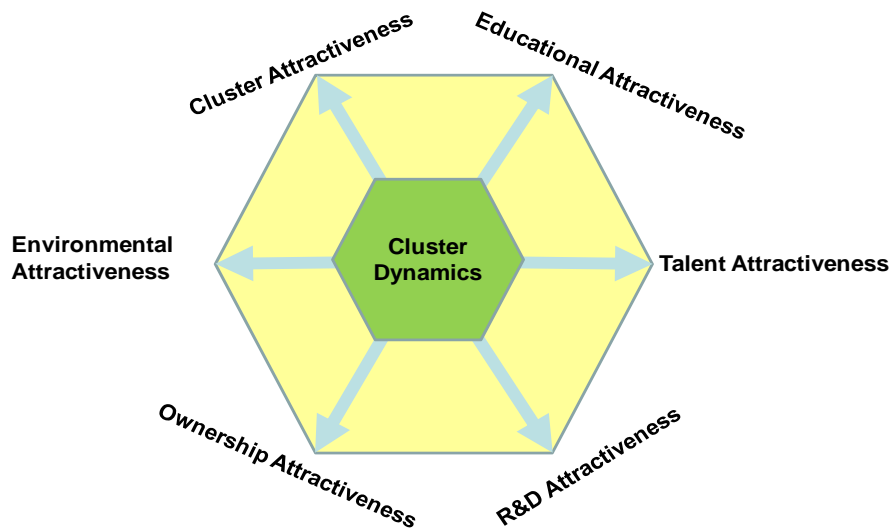 Cluster Attractiveness
Educational Attractiveness
Environmental
Attractiveness
Cluster
Dynamics
Talent Attractiveness
Ownership Attractiveness
R&D Attractiveness